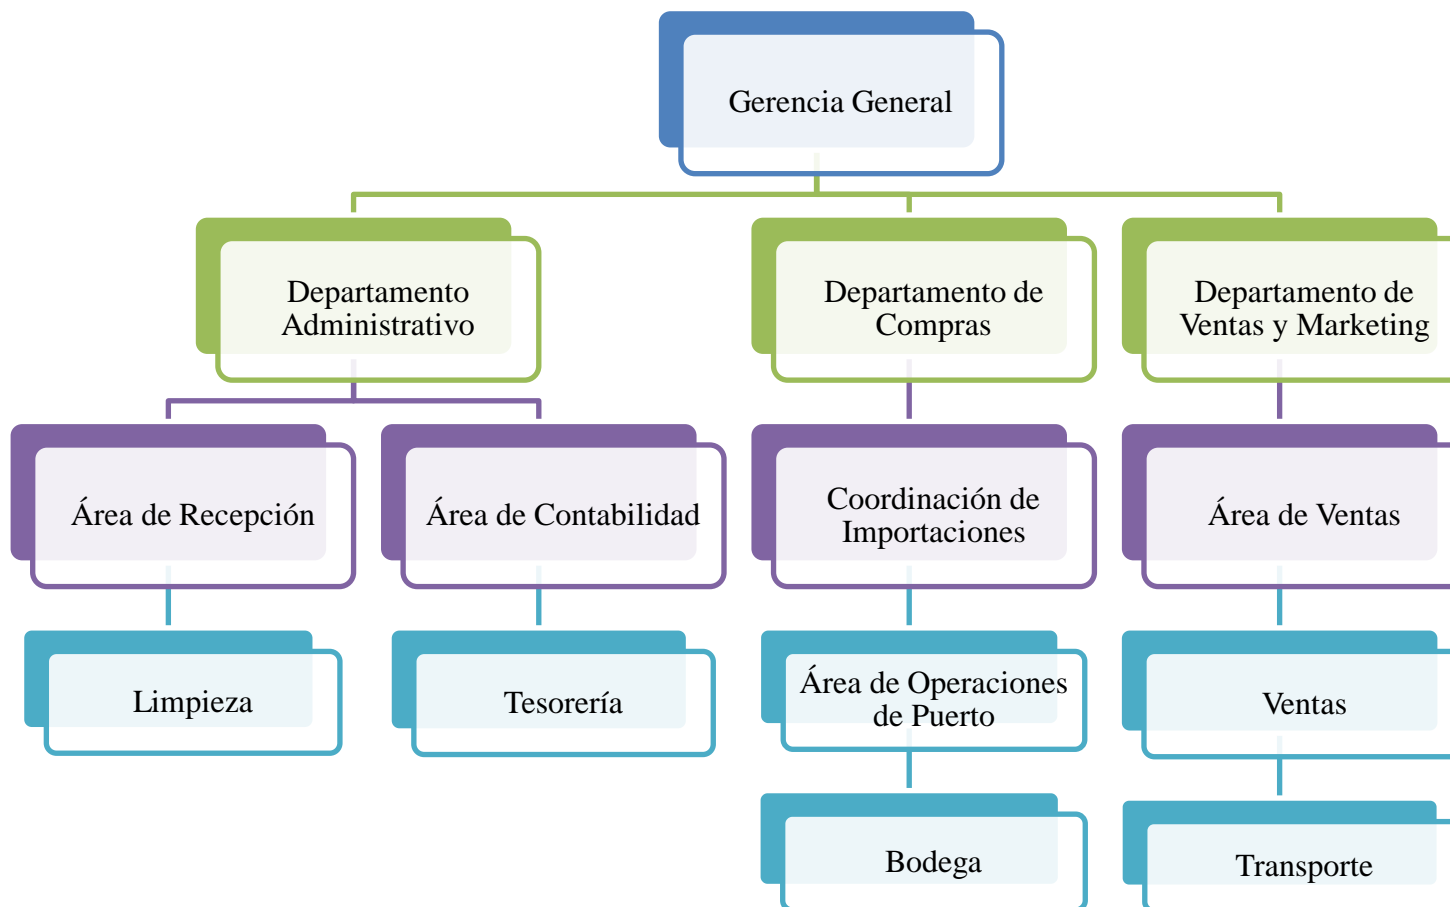 Gerencia General
Departamento
Administrativo
Departamento de
Compras
Departamento de
Ventas y Marketing
Área de Recepción
Área de Contabilidad
Coordinación de
Importaciones
Área de Ventas
Limpieza
Tesorería
Área de Operaciones
de Puerto
Ventas
Bodega
Transporte